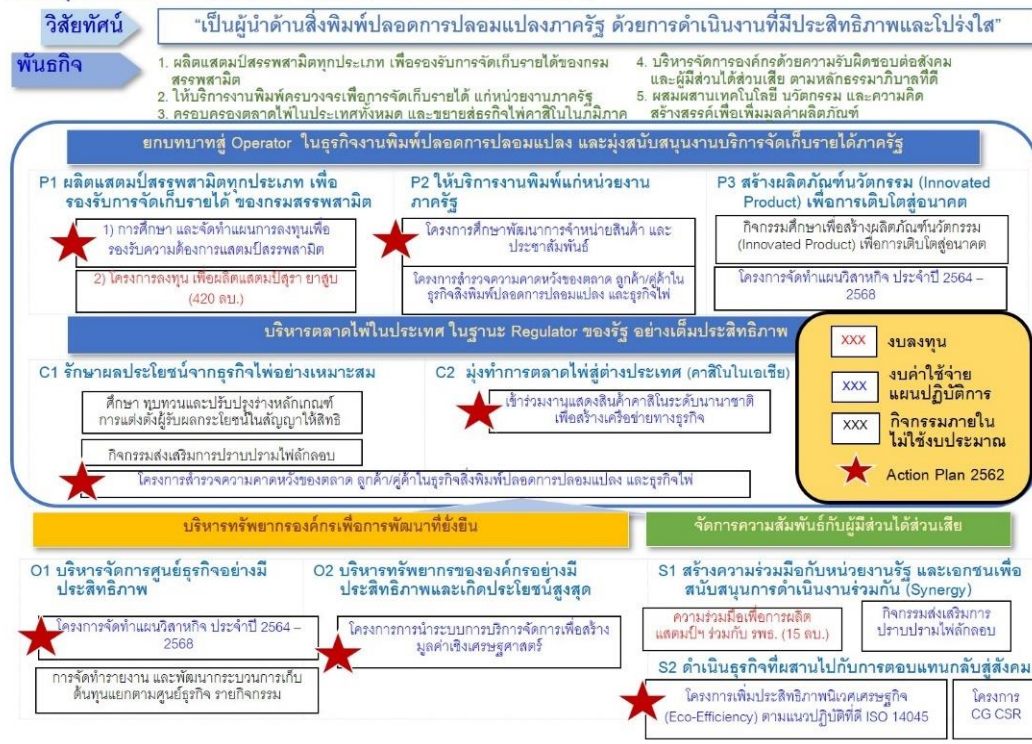 วิสัยทัศน์
“เป็นผู้นำด้านสิ่งพิมพ์ปลอดการปลอมแปลงภาครัฐ ด้วยการดำเนินงานที่มีประสิทธิภาพและโปร่งใส”
พันธกิจ
1. ผลิตแสตมป์สรรพสามิตทุกประเภท เพื่อรองรับการจัดเก็บรายได้ของกรม
สรรพสามิต
2. ให้บริการงานพิมพ์ครบวงจรเพื่อการจัดเก็บรายได้ แก่หน่วยงานภาครัฐ
3. ครอบครองตลาดไพ่ในประเทศทั้งหมด และขยายสู่ธุรกิจไพ่คาสิโนในภูมิภาค
4. บริหารจัดการองค์กรด้วยความรับผิดชอบต่อสังคม
และผู้มีส่วนได้ส่วนเสีย ตามหลักธรรมาภิบาลที่ดี
5. ผสมผสานเทคโนโลยี นวัตกรรม และความคิด
สร้างสรรค์เพื่อเพิ่มมูลค่าผลิตภัณฑ์
ยกบทบาทสู่ Operator ในธุรกิจงานพิมพ์ปลอดการปลอมแปลง และมุ่งสนับสนุนงานบริการจัดเก็บรายได้ภาครัฐ
P1 ผลิตแสตมป์สรรพสามิตทุกประเภท เพื่อ
รองรับการจัดเก็บรายได้ ของกรมสรรพสามิต
1) การศึกษา และจัดทำแผนการลงทุนเพื่อ
รองรับความต้องการแสตมป์สรรพสามิต
2) โครงการลงทุน เพื่อผลิตแสตมป์สุรา ยาสูบ
(420 ลบ.)
P2 ให้บริการงานพิมพ์แก่หน่วยงาน
ภาครัฐ
โครงการศึกษาพัฒนาการจำหน่ายสินค้า และ
ประชาสัมพันธ์
โครงการสำรวจความคาดหวังของตลาด ลูกค้า/คู่ค้าใน
ธุรกิจสิ่งพิมพ์ปลอดการปลอมแปลง และธุรกิจไพ่
P3 สร้างผลิตภัณฑ์นวัตกรรม (Innovated
Product) เพื่อการเติบโตสู่อนาคต
กิจกรรมศึกษาเพื่อสร้างผลิตภัณฑ์นวัตกรรม
(Innovated Product) เพื่อการเติบโตสู่อนาคต
โครงการจัดทำแผนวิสาหกิจ ประจำปี 2564 –
2568
บริหารตลาดไพ่ในประเทศ ในฐานะ Regulator ของรัฐ อย่างเต็มประสิทธิภาพ
C1 รักษาผลประโยชน์จากธุรกิจไพ่อย่างเหมาะสม
ศึกษา ทบทวนและปรับปรุงร่างหลักเกณฑ์
การแต่งตั้งผู้รับผลกระโยชน์ในสัญญาให้สิทธิ
กิจกรรมส่งเสริมการปราบปรามไพ่ลักลอบ
C2 มุ่งทำการตลาดไพ่สู่ต่างประเทศ (คาสิโนในเอเชีย)
เข้าร่วมงานแสดงสินค้าคาสิโนระดับนานาชาติ
เพื่อสร้างเครือข่ายทางธุรกิจ
โครงการสำรวจความคาดหวังของตลาด ลูกค้า/คู่ค้าในธุรกิจสิ่งพิมพ์ปลอดการปลอมแปลง และธุรกิจไพ่
XXX งบลงทุน
XXX งบค่าใช้จ่าย
แผนปฏิบัติการ
XXX กิจกรรมภายใน
ไม่ใช้งบประมาณ
Action Plan 2562
บริหารทรัพยากรองค์กรเพื่อการพัฒนาที่ยั่งยืน
จัดการความสัมพันธ์กับผู้มีส่วนได้ส่วนเสีย
O1 บริหารจัดการศูนย์ธุรกิจอย่างมี
ประสิทธิภาพ
โครงการจัดทำแผนวิสาหกิจ ประจำปี 2564 –
2568
การจัดทำรายงาน และพัฒนากระบวนการเก็บ
ต้นทุนแยกตามศูนย์ธุรกิจ รายกิจกรรม
O2 บริหารทรัพยากรขององค์กรอย่างมี
ประสิทธิภาพและเกิดประโยชน์สูงสุด
โครงการการนำระบบการบริการจัดการเพื่อสร้าง
มูลค่าเชิงเศรษฐศาสตร์
S1 สร้างความร่วมมือกับหน่วยงานรัฐ และเอกชนเพื่อ
สนับสนุนการดำเนินงานร่วมกัน (Synergy)
ความร่วมมือเพื่อการผลิต
แสตมป์ฯ ร่วมกับ รพธ. (15 ลบ.)
กิจกรรมส่งเสริมการ
ปราบปรามไพ่ลักลอบ
S2 ดำเนินธุรกิจที่ผสานไปกับการตอบแทนกลับสู่สังคม
โครงการเพิ่มประสิทธิภาพนิเวศเศรษฐกิจ
(Eco-Efficiency) ตามแนวปฏิบัติที่ดี ISO 14045
โครงการ
CG CSR